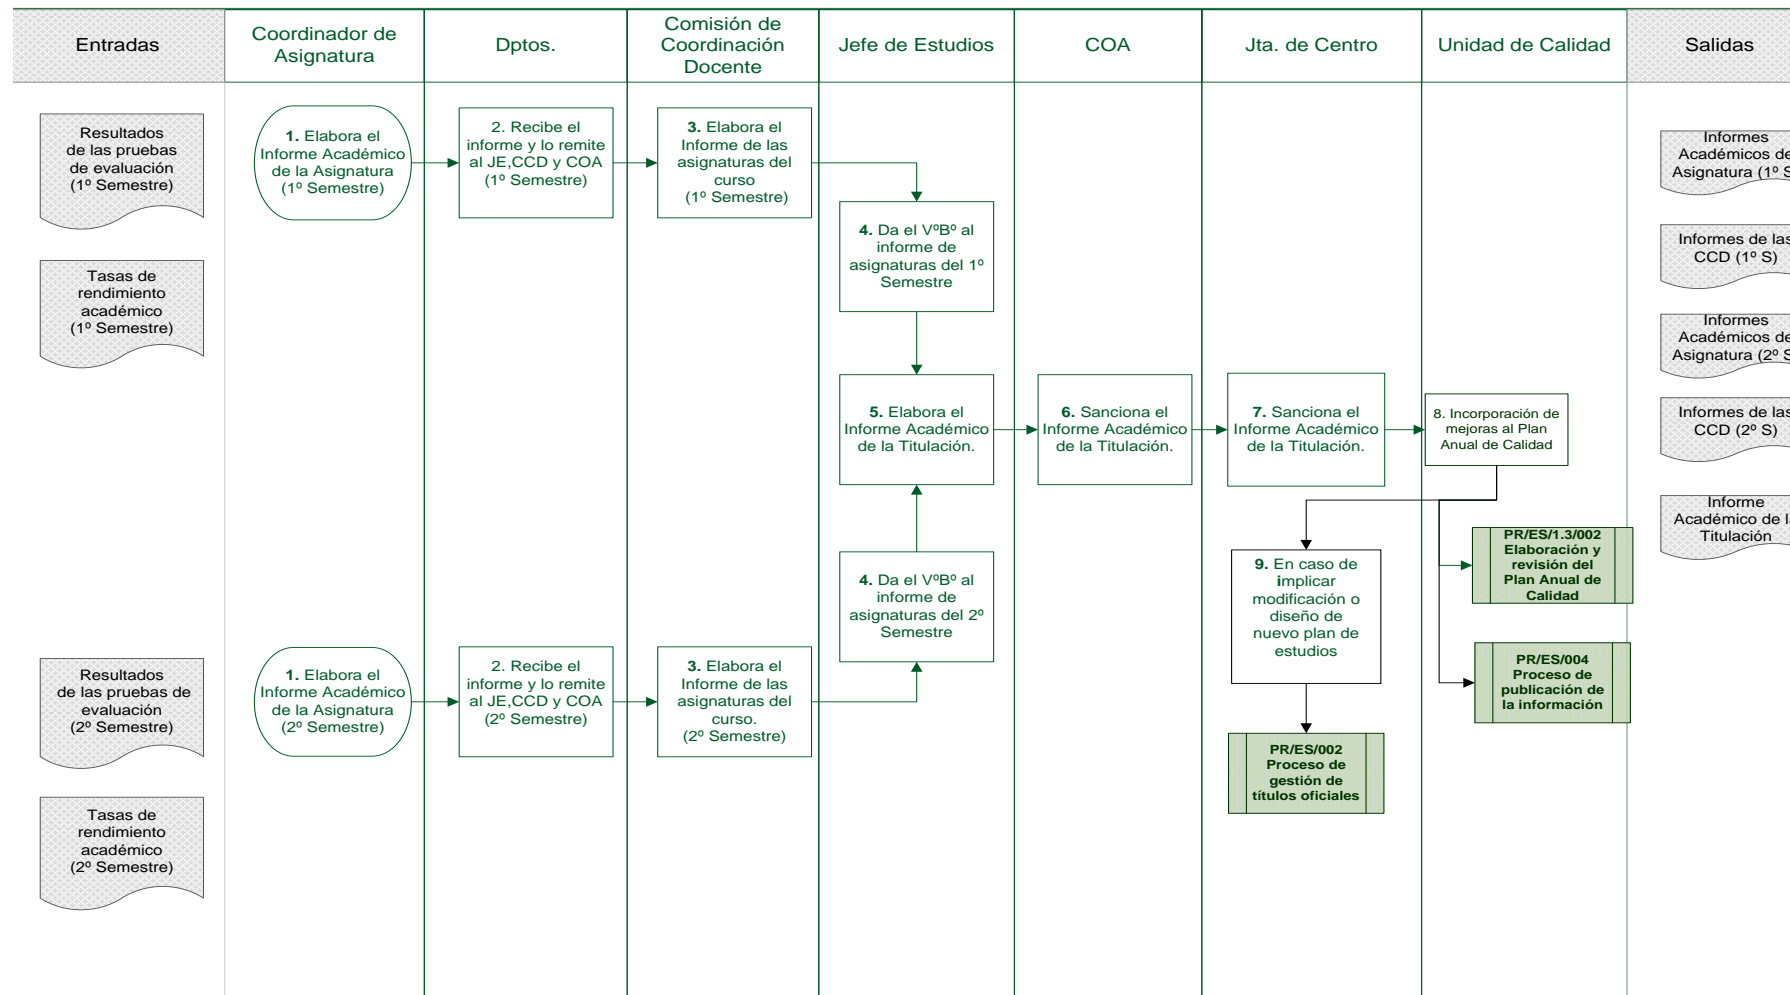 Entradas
Coordinador de
Asignatura
Dptos.
Comisión de
Coordinación
Docente
Jefe de Estudios
COA
Jta. de Centro
Unidad de Calidad
Salidas
Resultados
de las pruebas
de evaluación
(1º Semestre)
1. Elabora el
Informe Académico
de la Asignatura
(1º Semestre)
2. Recibe el
informe y lo remite
al JE,CCD y COA
(1º Semestre)
3. Elabora el
Informe de las
asignaturas del
curso
(1º Semestre)
Informes
Académicos de
Asignatura (1º S
4. Da el VºBº al
informe de
asignaturas del 1º
Semestre
Informes de las
CCD (1º S)
Tasas de
rendimiento
académico
(1º Semestre)
Informes
Académicos de
Asignatura (2º S
5. Elabora el
Informe Académico
de la Titulación.
6. Sanciona el
Informe Académico
de la Titulación.
7. Sanciona el
Informe Académico
de la Titulación.
8. Incorporación de
mejoras al Plan
Anual de Calidad
Informes de las
CCD (2º S)
Informe
Académico de la
Titulación
PR/ES/1.3/002
Elaboración y
revisión del
Plan Anual de
Calidad
4. Da el VºBº al
informe de
asignaturas del 2º
Semestre
9. En caso de
implicar
modificación o
diseño de
nuevo plan de
estudios
Resultados
de las pruebas de
evaluación
(2º Semestre)
1. Elabora el
Informe Académico
de la Asignatura
(2º Semestre)
2. Recibe el
informe y lo remite
al JE,CCD y COA
(2º Semestre)
3. Elabora el
Informe de las
asignaturas del
curso.
(2º Semestre)
PR/ES/004
Proceso de
publicación de
la información
PR/ES/002
Proceso de
gestión de
títulos oficiales
Tasas de
rendimiento
académico
(2º Semestre)